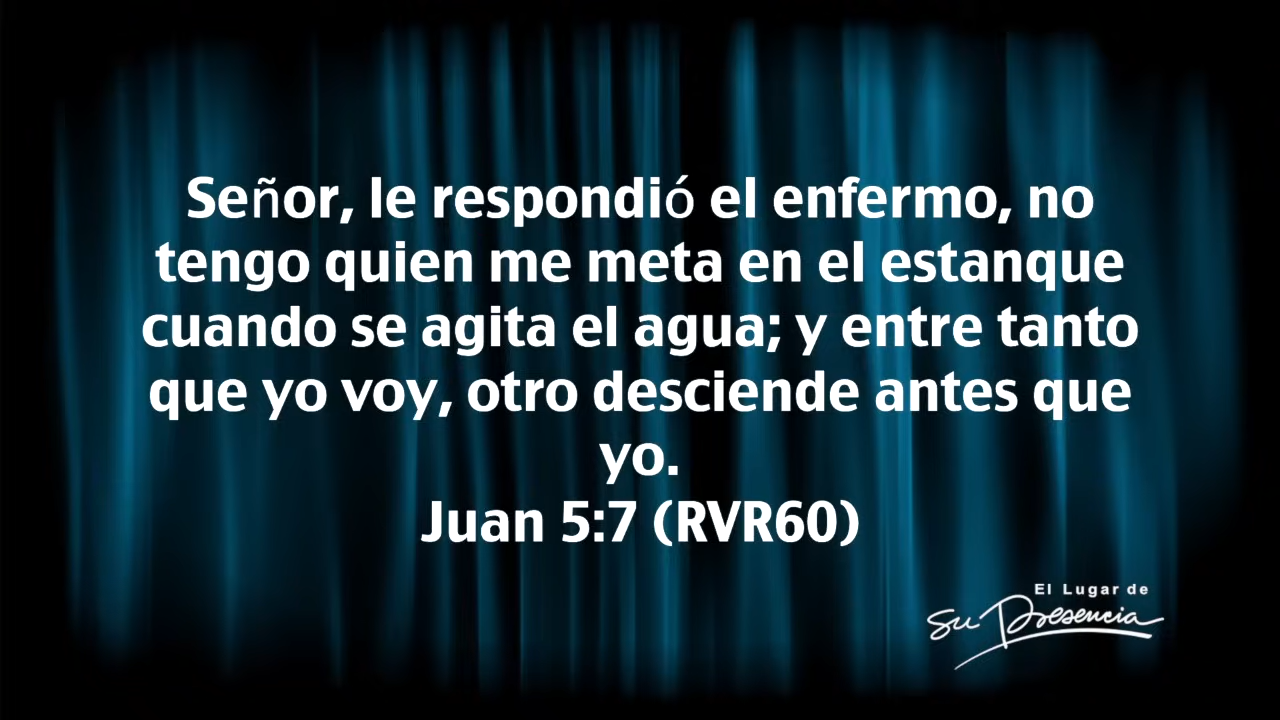 Señor, le respondió el enfermo, no
tengo quien me meta en el estanque
cuando se agita el agua; y entre tanto
que yo voy, otro desciende antes que
yo.
Juan 5:7 (RVR60)
El Lugar de
Su Presencia